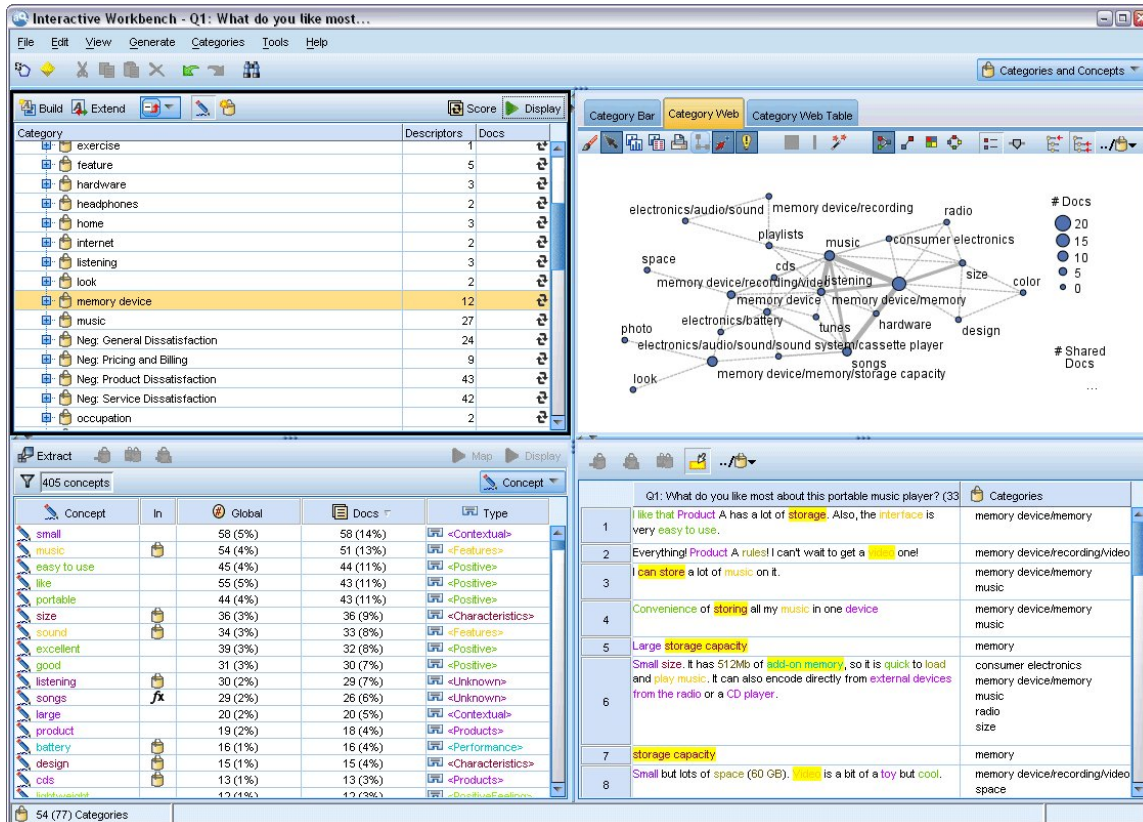 Interactive Workbench - Q1: What do you like most...
File Edit View Generate Categories Tools Help
Categories and Concepts
Build Extend Score Display
Category Descriptors Docs
exercise 1
feature 5
hardware 3
headphones 2
home 3
internet 2
listening 3
look 2
memory device 12
music 27
Neg: General Dissatisfaction 24
Neg: Pricing and Billing 9
Neg: Product Dissatisfaction 43
Neg: Service Dissatisfaction 42
occupation 2
Category Bar Category Web Category Web Table
../
electronics/audio/sound memory device/recording radio
playlists music consumer electronics
space cds size
memory device/recording/video listening color
memory device memory device/memory
electronics/battery tunes hardware design
photo
electronics/audio/sound/sound system/cassette player
songs
look memory device/memory/storage capacity
# Docs
20
15
10
5
0
# Shared
Docs
...
Extract Map Display
405 concepts Concept
Concept In Global Docs Type
small 58 (5%) 58 (14%) <Contextual>
music 54 (4%) 51 (13%) <Features>
easy to use 45 (4%) 44 (11%) <Positive>
like 55 (5%) 43 (11%) <Positive>
portable 44 (4%) 43 (11%) <Positive>
size 36 (3%) 36 (9%) <Characteristics>
sound 34 (3%) 33 (8%) <Features>
excellent 39 (3%) 32 (8%) <Positive>
good 31 (3%) 30 (7%) <Positive>
listening 30 (2%) 29 (7%) <Unknown>
songs fx 29 (2%) 26 (6%) <Unknown>
large 20 (2%) 20 (5%) <Contextual>
product 19 (2%) 18 (4%) <Products>
battery 16 (1%) 16 (4%) <Performance>
design 15 (1%) 15 (4%) <Characteristics>
cds 13 (1%) 13 (3%) <Products>
lightweight 12 (1%) 12 (3%) <PositiveFeeling>
../
Q1: What do you like most about this portable music player? (33 Categories
1 I like that Product A has a lot of storage. Also, the interface is memory device/memory
very easy to use.
2 Everything! Product A rules! I can't wait to get a video one! memory device/recording/video
3 I can store a lot of music on it. memory device/memory
music
4 Convenience of storing all my music in one device memory device/memory
music
5 Large storage capacity memory
6 Small size. It has 512Mb of add-on memory, so it is quick to load consumer electronics
and play music. It can also encode directly from external devices memory device/memory
from the radio or a CD player. music
radio
size
7 storage capacity memory
8 Small but lots of space (60 GB). Video is a bit of a toy but cool. memory device/recording/video
space
54 (77) Categories